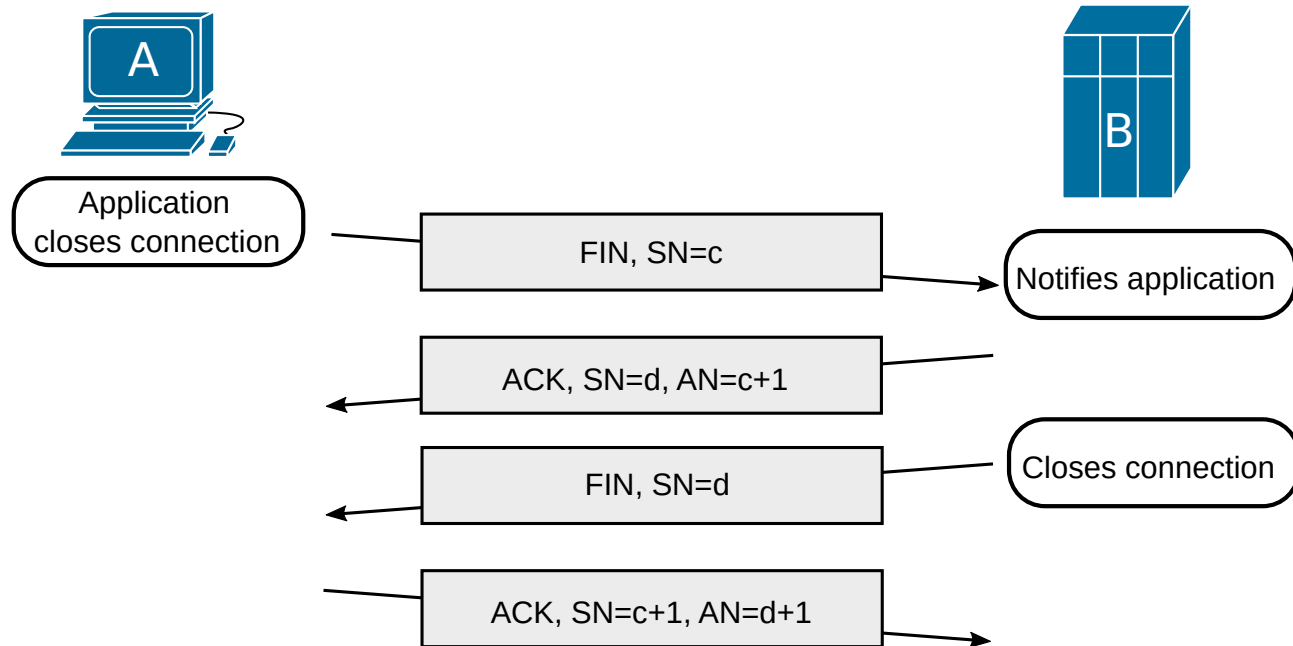 A
B
Application
closes connection
FIN, SN=c
Notifies application
ACK, SN=d, AN=c+1
Closes connection
FIN, SN=d
ACK, SN=c+1, AN=d+1